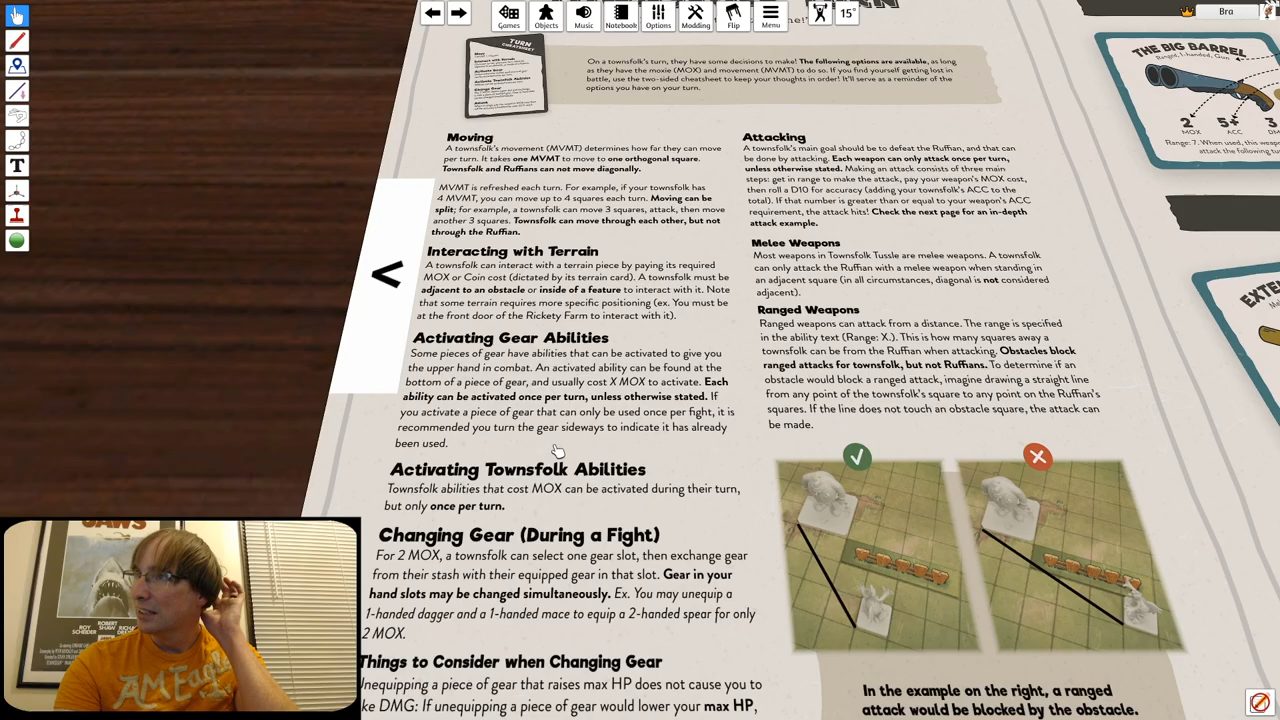 Games
Objects
Music
Notebook
Options
Modding
Flip
Menu
15°
Bra
TURN
CHEATSHEET
On a townsfolk's turn, they have some decisions to make! The following options are available, as long
as they have the moxie (MOX) and movement (MVMT) to do so. If you find yourself getting lost in
battle, use the two-sided cheatsheet to keep your thoughts in order! It'll serve as a reminder of the
options you have on your turn.
Moving
A townsfolk's movement (MVMT) determines how far they can move
per turn. It takes one MVMT to move to one orthogonal square.
Townsfolk and Ruffians can not move diagonally.
MVMT is refreshed each turn. For example, if your townsfolk has
4 MVMT, you can move up to 4 squares each turn. Moving can be
split; for example, a townsfolk can move 3 squares, attack, then move
another 3 squares. Townsfolk can move through each other, but not
through the Ruffian.
<
Interacting with Terrain
A townsfolk can interact with a terrain piece by paying its required
MOX or Coin cost (dictated by its terrain card). A townsfolk must be
adjacent to an obstacle or inside of a feature to interact with it. Note
that some terrain requires more specific positioning (ex. You must be
at the front door of the Rickety Farm to interact with it).
Activating Gear Abilities
Some pieces of gear have abilities that can be activated to give you
the upper hand in combat. An activated ability can be found at the
bottom of a piece of gear, and usually cost X MOX to activate. Each
ability can be activated once per turn, unless otherwise stated. If
you activate a piece of gear that can only be used once per fight, it is
recommended you turn the gear sideways to indicate it has already
been used.
Activating Townsfolk Abilities
Townsfolk abilities that cost MOX can be activated during their turn,
but only once per turn.
Changing Gear (During a Fight)
For 2 MOX, a townsfolk can select one gear slot, then exchange gear
from their stash with their equipped gear in that slot. Gear in your
hand slots may be changed simultaneously. Ex. You may unequip a
1-handed dagger and a 1-handed mace to equip a 2-handed spear for only
2 MOX.
Things to Consider when Changing Gear
Unequipping a piece of gear that raises max HP does not cause you to
ke DMG: If unequipping a piece of gear would lower your max HP,
Attacking
A townsfolk's main goal should be to defeat the Ruffian, and that can
be done by attacking. Each weapon can only attack once per turn,
unless otherwise stated. Making an attack consists of three main
steps: get in range to make the attack, pay your weapon's MOX cost,
then roll a D10 for accuracy (adding your townsfolk's ACC to the
total). If that number is greater than or equal to your weapon's ACC
requirement, the attack hits! Check the next page for an in-depth
attack example.
Melee Weapons
Most weapons in Townsfolk Tussle are melee weapons. A townsfolk
can only attack the Ruffian with a melee weapon when standing in
an adjacent square (in all circumstances, diagonal is not considered
adjacent).
Ranged Weapons
Ranged weapons can attack from a distance. The range is specified
in the ability text (Range: X.). This is how many squares away a
townsfolk can be from the Ruffian when attacking. Obstacles block
ranged attacks for townsfolk, but not Ruffians. To determine if an
obstacle would block a ranged attack, imagine drawing a straight line
from any point of the townsfolk's square to any point on the Ruffian's
squares. If the line does not touch an obstacle square, the attack can
be made.
In the example on the right, a ranged
attack would be blocked by the obstacle.
THE BIG BARREL
Ranged, 1-handed, Gun
2
MOX
5+
ACC
3
Range: 7. When used, this
attack the following
EXTE
JAWS
ROY
SCHEIDER
ROBERT
SHAW